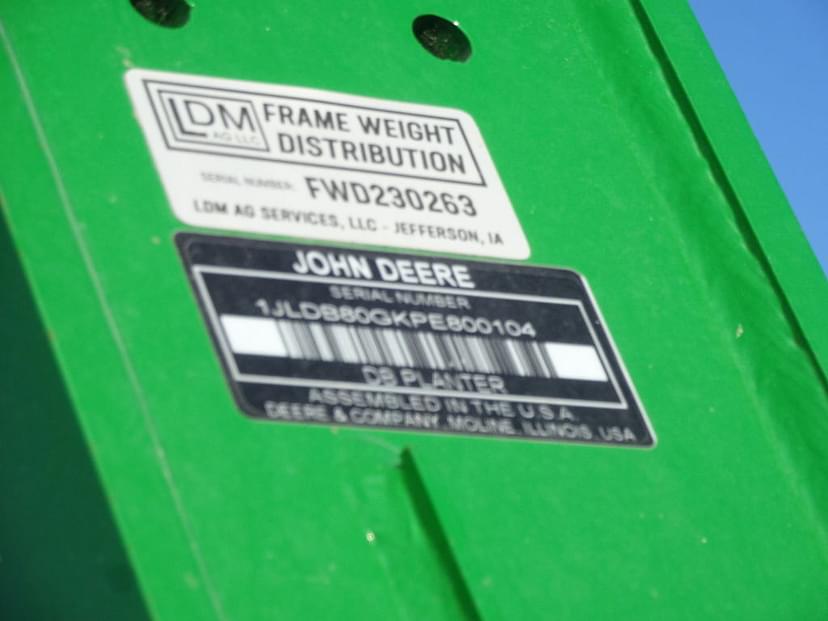 LDM
AG LLC
FRAME WEIGHT
DISTRIBUTION
SERIAL NUMBER: FWD230263
LDM AG SERVICES, LLC - JEFFERSON, IA
JOHN DEERE
SERIAL NUMBER
1JLDB80GKPE800104
DB PLANTER
ASSEMBLED IN THE U.S.A.
DEERE & COMPANY, MOLINE, ILLINOIS, USA